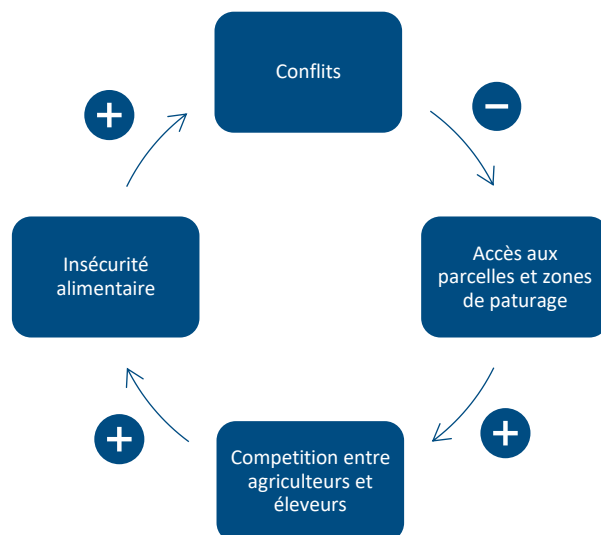 Conflits
+
−
Insécurité
alimentaire
Accès aux
parcelles et zones
de paturage
+
+
Competition entre
agriculteurs et
éleveurs